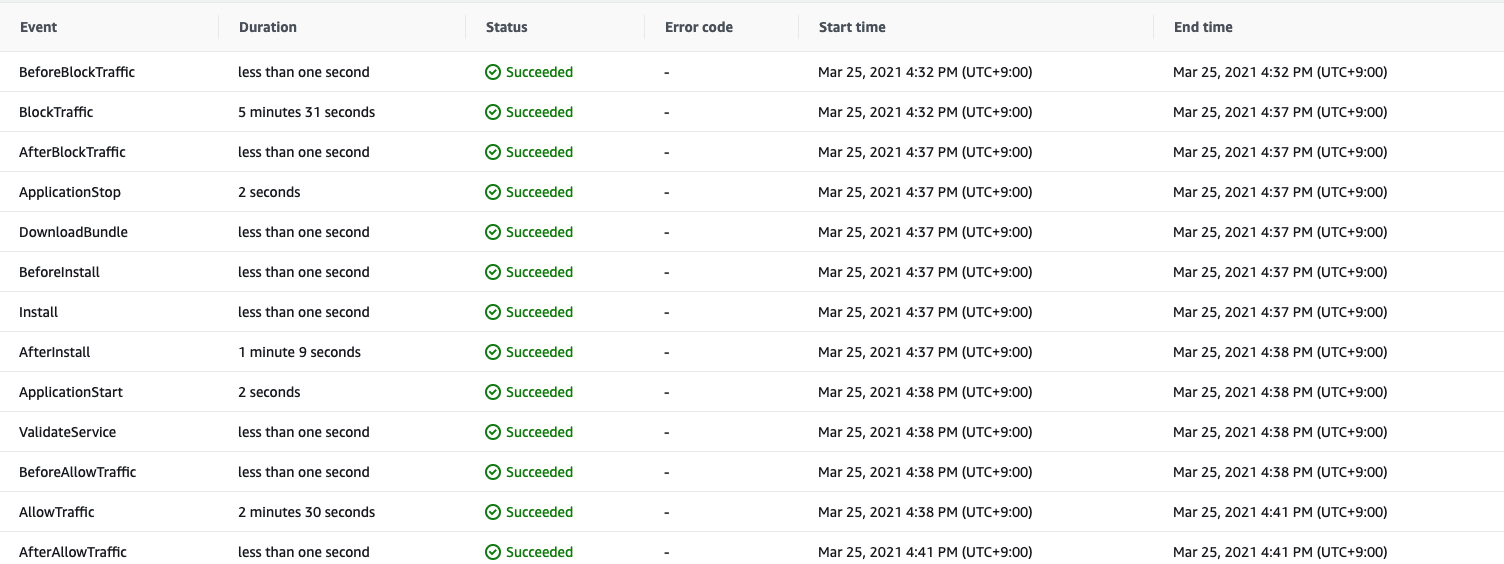 Event Duration Status Error code Start time End time
BeforeBlockTraffic less than one second Succeeded - Mar 25, 2021 4:32 PM (UTC+9:00) Mar 25, 2021 4:32 PM (UTC+9:00)
BlockTraffic 5 minutes 31 seconds Succeeded - Mar 25, 2021 4:32 PM (UTC+9:00) Mar 25, 2021 4:37 PM (UTC+9:00)
AfterBlockTraffic less than one second Succeeded - Mar 25, 2021 4:37 PM (UTC+9:00) Mar 25, 2021 4:37 PM (UTC+9:00)
ApplicationStop 2 seconds Succeeded - Mar 25, 2021 4:37 PM (UTC+9:00) Mar 25, 2021 4:37 PM (UTC+9:00)
DownloadBundle less than one second Succeeded - Mar 25, 2021 4:37 PM (UTC+9:00) Mar 25, 2021 4:37 PM (UTC+9:00)
BeforeInstall less than one second Succeeded - Mar 25, 2021 4:37 PM (UTC+9:00) Mar 25, 2021 4:37 PM (UTC+9:00)
Install less than one second Succeeded - Mar 25, 2021 4:37 PM (UTC+9:00) Mar 25, 2021 4:37 PM (UTC+9:00)
AfterInstall 1 minute 9 seconds Succeeded - Mar 25, 2021 4:37 PM (UTC+9:00) Mar 25, 2021 4:38 PM (UTC+9:00)
ApplicationStart 2 seconds Succeeded - Mar 25, 2021 4:38 PM (UTC+9:00) Mar 25, 2021 4:38 PM (UTC+9:00)
ValidateService less than one second Succeeded - Mar 25, 2021 4:38 PM (UTC+9:00) Mar 25, 2021 4:38 PM (UTC+9:00)
BeforeAllowTraffic less than one second Succeeded - Mar 25, 2021 4:38 PM (UTC+9:00) Mar 25, 2021 4:38 PM (UTC+9:00)
AllowTraffic 2 minutes 30 seconds Succeeded - Mar 25, 2021 4:38 PM (UTC+9:00) Mar 25, 2021 4:41 PM (UTC+9:00)
AfterAllowTraffic less than one second Succeeded - Mar 25, 2021 4:41 PM (UTC+9:00) Mar 25, 2021 4:41 PM (UTC+9:00)